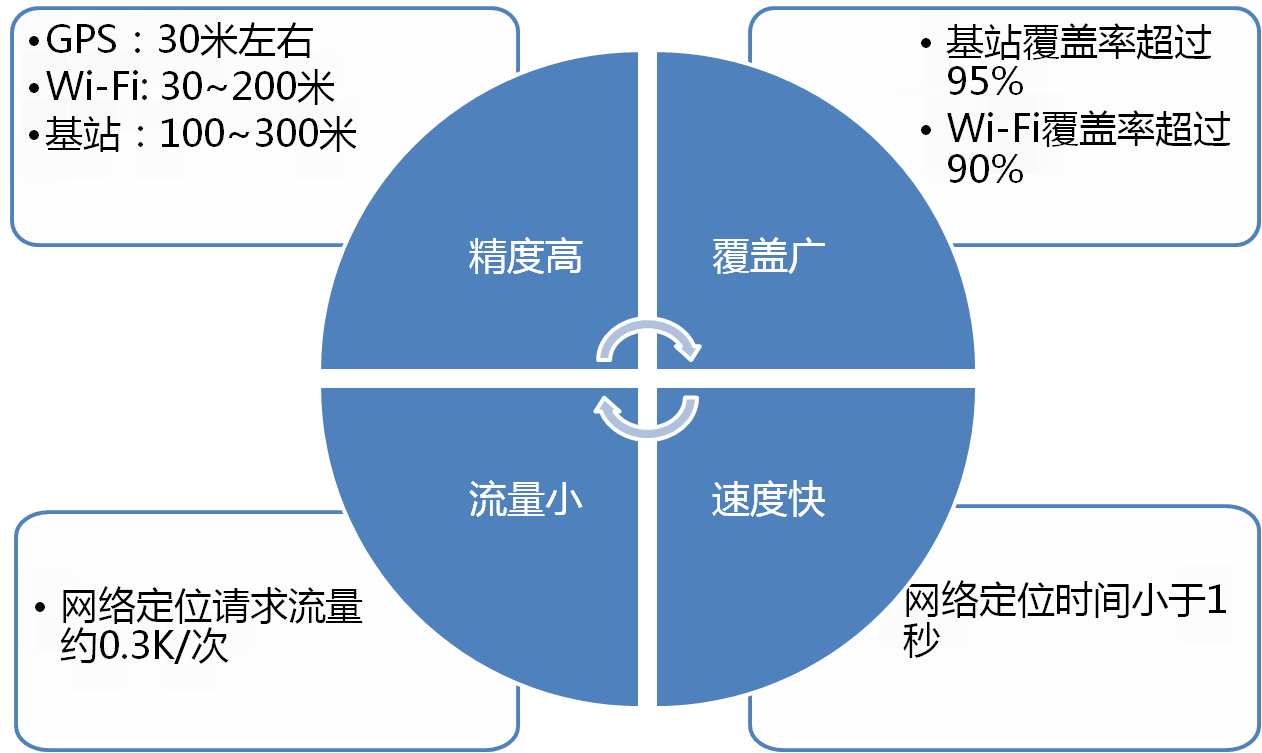 •GPS：30米左右
•Wi-Fi: 30~200米
•基站：100~300米
• 基站覆盖率超过
95%
• Wi-Fi覆盖率超过
90%
精度高
覆盖广
流量小
速度快
• 网络定位请求流量
约0.3K/次
网络定位时间小于1
秒